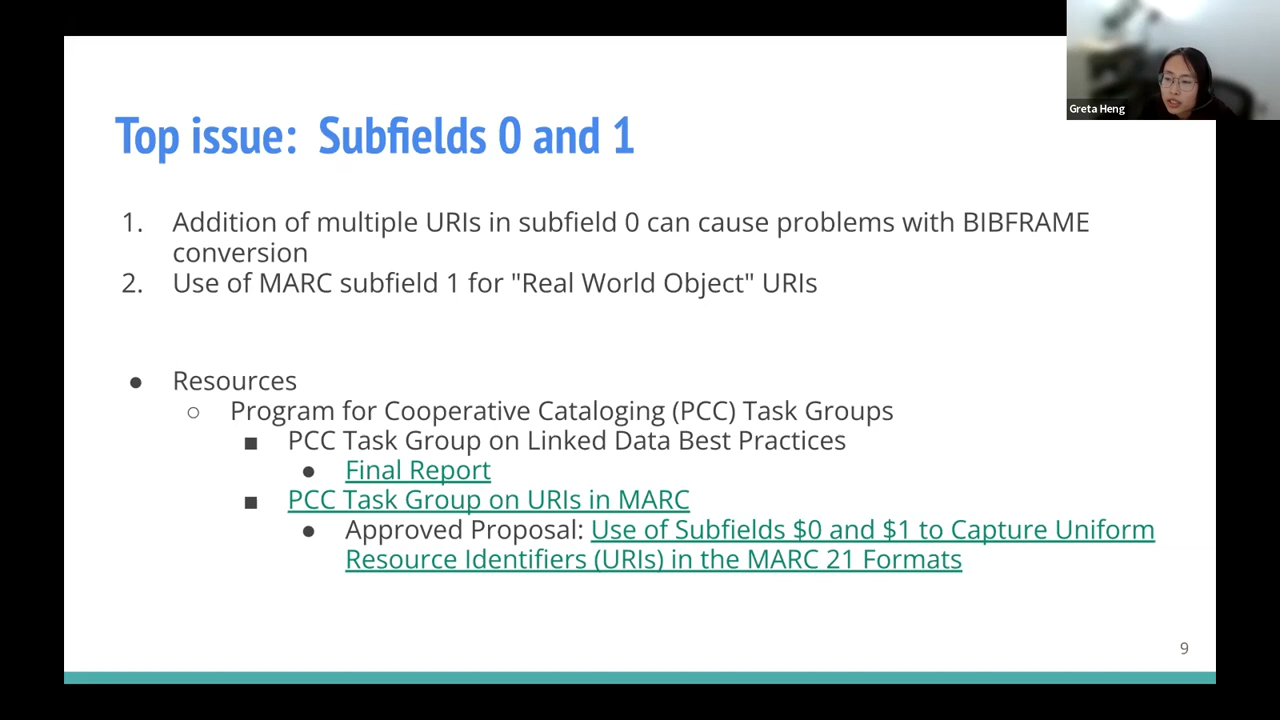 Greta Heng
Top issue: Subfields 0 and 1
1. Addition of multiple URIs in subfield 0 can cause problems with BIBFRAME
conversion
2. Use of MARC subfield 1 for "Real World Object" URIs
● Resources
○ Program for Cooperative Cataloging (PCC) Task Groups
■ PCC Task Group on Linked Data Best Practices
● Final Report
■ PCC Task Group on URIs in MARC
● Approved Proposal: Use of Subfields $0 and $1 to Capture Uniform
Resource Identifiers (URIs) in the MARC 21 Formats
9